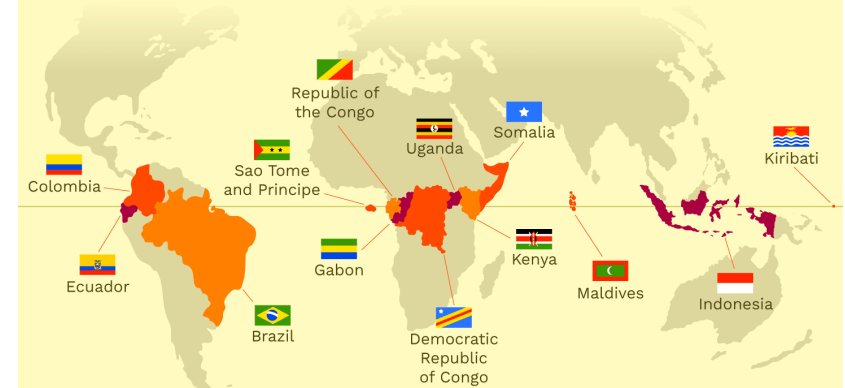 Republic of
the Congo
Somalia
Uganda
Kiribati
Sao Tome
and Principe
Colombia
Kenya
Gabon
Ecuador
Maldives
Indonesia
Brazil
Democratic
Republic
of Congo